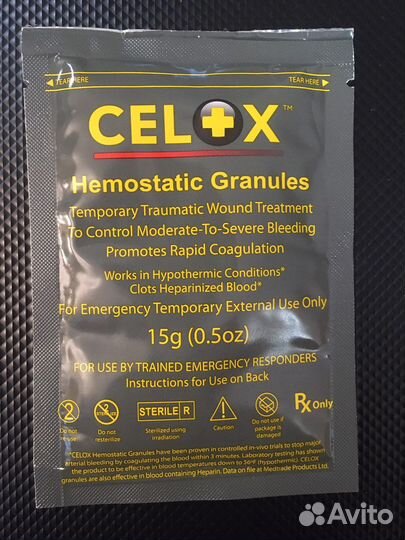 TEAR HERE TEAR HERE
CELOX™
Hemostatic Granules
Temporary Traumatic Wound Treatment
To Control Moderate-To-Severe Bleeding
Promotes Rapid Coagulation
Works in Hypothermic Conditions*
Clots Heparinized Blood*
For Emergency Temporary External Use Only
15g (0.5oz)
FOR USE BY TRAINED EMERGENCY RESPONDERS
Instructions for Use on Back
2 STERILIZE STERILE R Rx Only
Do not re-use Do not resterilize Sterilized using irradiation Caution Do not use if package is damaged
*CELOX Hemostatic Granules have been proven in controlled in-vivo trials to stop major
arterial bleeding by coagulating the blood within 3 minutes. Laboratory testing has shown
the product to be effective in blood temperatures down to 56°F (hypothermic). CELOX
granules are also effective in blood containing Heparin. Data on file at Medtrade Products Ltd.
Avito